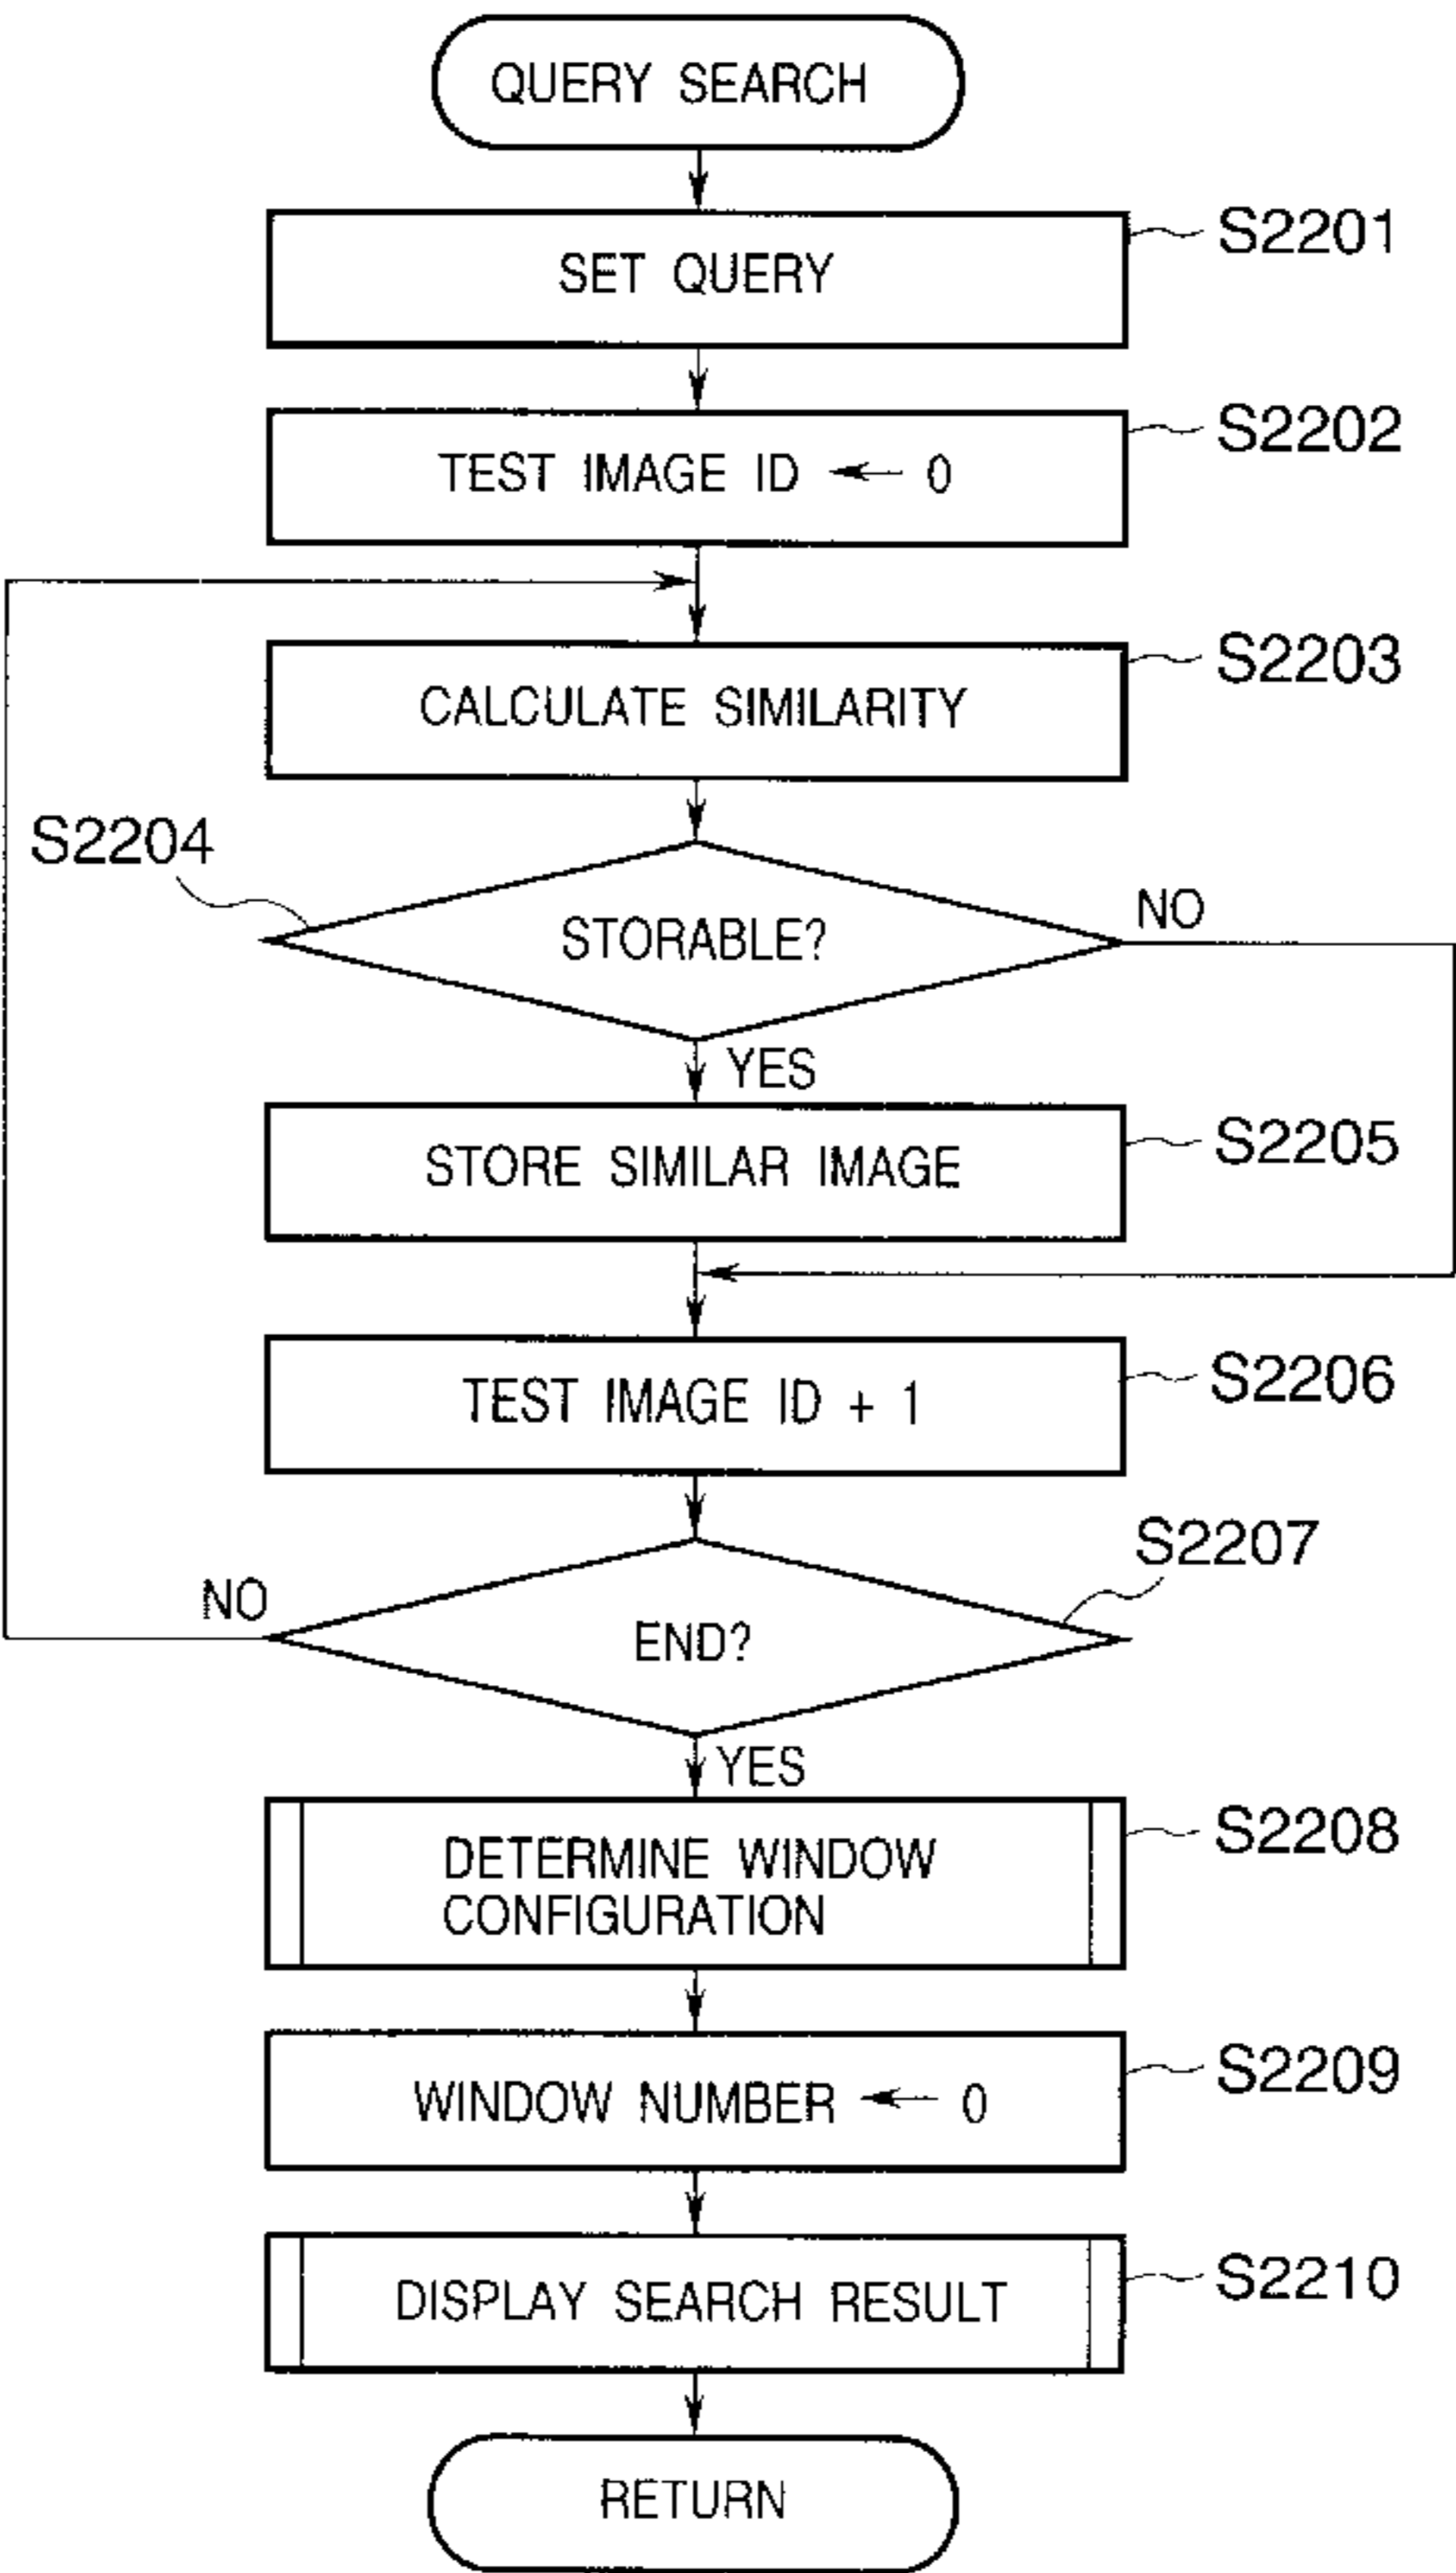 QUERY SEARCH
S2201
SET QUERY
S2202
TEST IMAGE ID ← 0
S2203
CALCULATE SIMILARITY
S2204
STORABLE?
NO
YES
S2205
STORE SIMILAR IMAGE
S2206
TEST IMAGE ID + 1
S2207
NO
END?
YES
S2208
DETERMINE WINDOW
CONFIGURATION
S2209
WINDOW NUMBER ← 0
S2210
DISPLAY SEARCH RESULT
RETURN